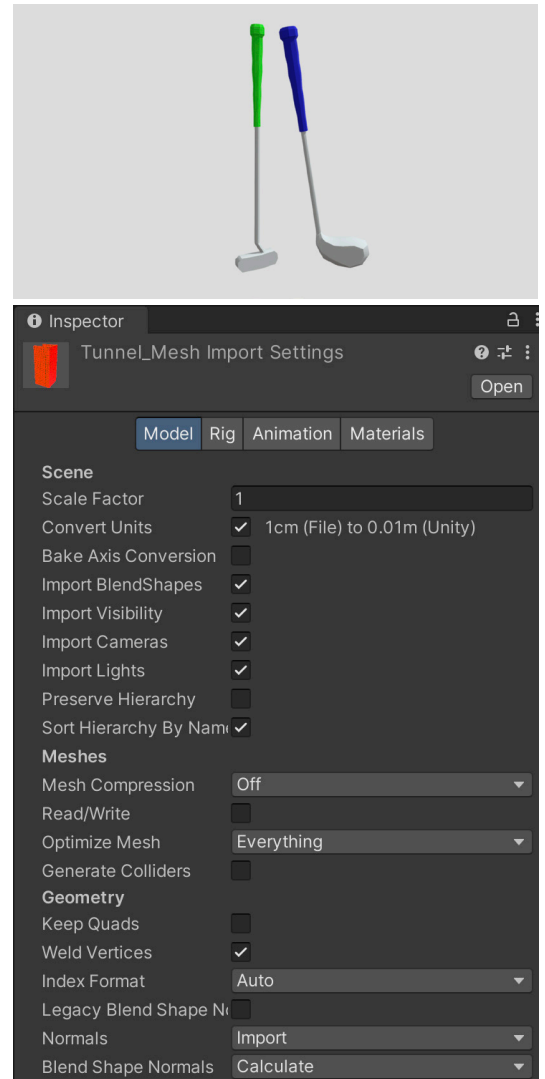 Inspector
Tunnel_Mesh Import Settings
Open
Model Rig Animation Materials
Scene
Scale Factor 1
Convert Units 1cm (File) to 0.01m (Unity)
Bake Axis Conversion
Import BlendShapes
Import Visibility
Import Cameras
Import Lights
Preserve Hierarchy
Sort Hierarchy By Nam
Meshes
Mesh Compression Off
Read/Write
Optimize Mesh Everything
Generate Colliders
Geometry
Keep Quads
Weld Vertices
Index Format Auto
Legacy Blend Shape N
Normals Import
Blend Shape Normals Calculate